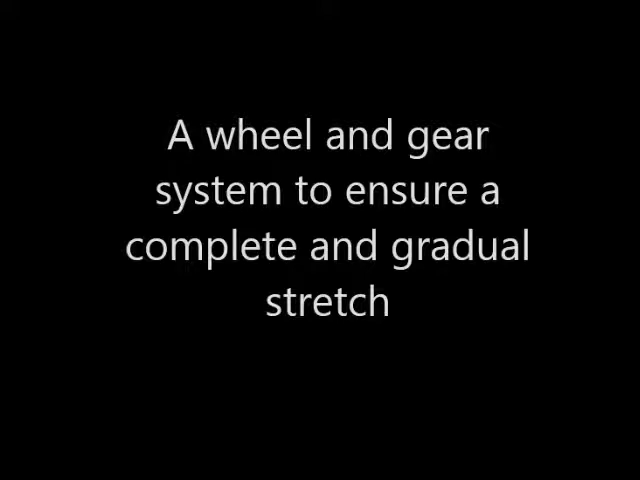 A wheel and gear
system to ensure a
complete and gradual
stretch